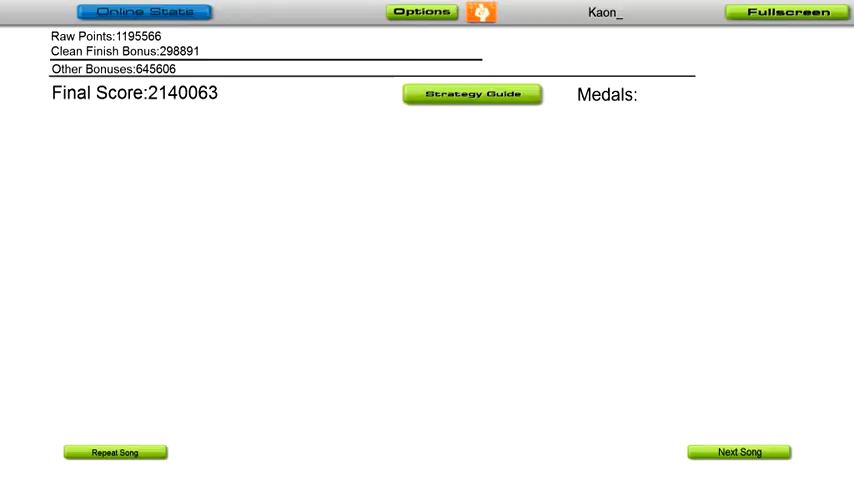 Online Stats Options Kaon_ Fullscreen
Raw Points:1195566
Clean Finish Bonus:298891
Other Bonuses:645606
Final Score:2140063 Strategy Guide Medals:
Repeat Song Next Song